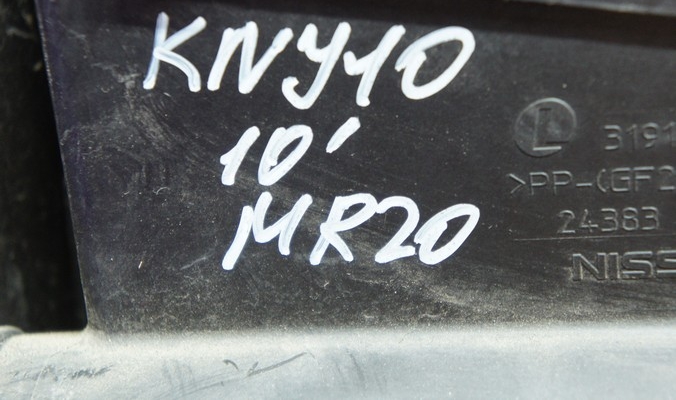 KNY10
10'
MR20
L 3191
>PP-(GF2
24383
NISS